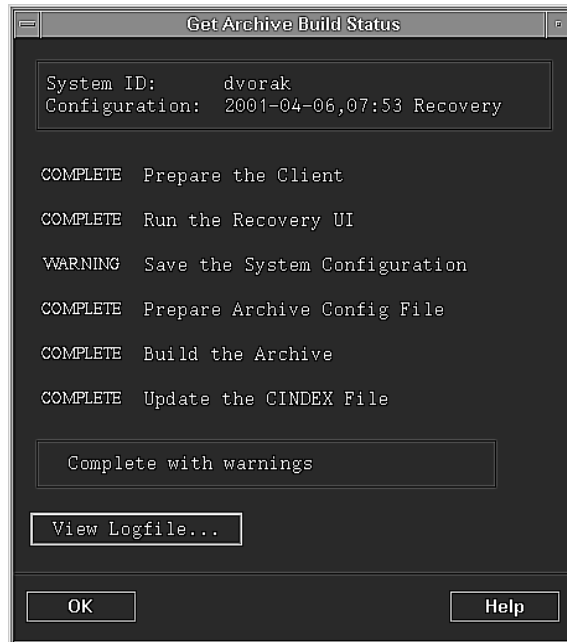 Get Archive Build Status
System ID: dvorak
Configuration: 2001-04-06,07:53 Recovery
COMPLETE Prepare the Client
COMPLETE Run the Recovery UI
WARNING Save the System Configuration
COMPLETE Prepare Archive Config File
COMPLETE Build the Archive
COMPLETE Update the CINDEX File
Complete with warnings
View Logfile...
OK Help